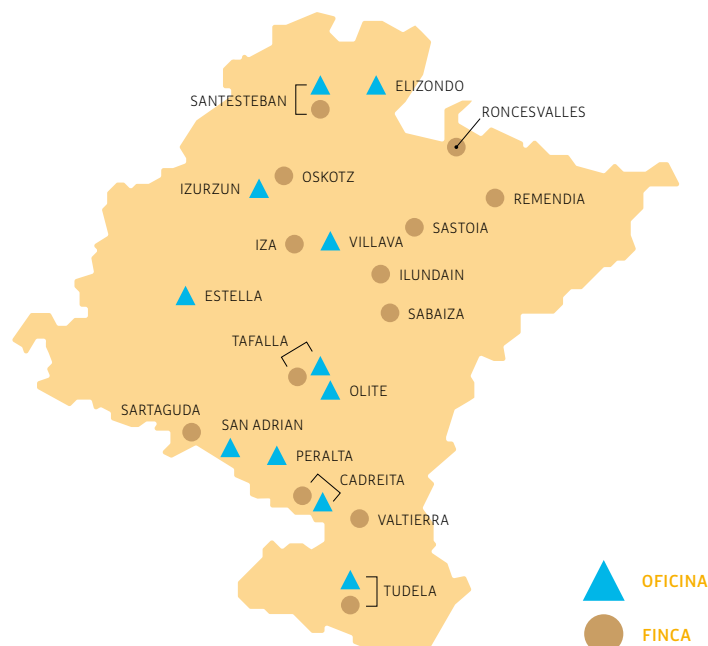 ELIZONDO
SANTESTEBAN
RONCESVALLES
OSKOTZ
IZURZUN
REMENDIA
SASTOIA
IZA
VILLAVA
ILUNDAIN
ESTELLA
SABAIZA
TAFALLA
OLITE
SARTAGUDA
SAN ADRIAN
PERALTA
CADREITA
VALTIERRA
OFICINA
TUDELA
FINCA